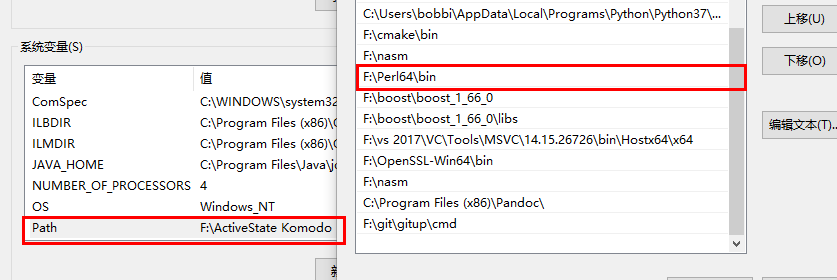 系统变量(S)
变量 值
ComSpec C:\WINDOWS\system32
ILBDIR C:\Program Files (x86)\C
ILMDIR C:\Program Files (x86)\C
JAVA_HOME C:\Program Files\Java\j
NUMBER_OF_PROCESSORS 4
OS Windows_NT
Path F:\ActiveState Komodo
C:\Users\bobbi\AppData\Local\Programs\Python\Python37\...
F:\cmake\bin
F:\nasm
F:\Perl64\bin
F:\boost\boost_1_66_0
F:\boost\boost_1_66_0\libs
F:\vs 2017\VC\Tools\MSVC\14.15.26726\bin\Hostx64\x64
F:\OpenSSL-Win64\bin
F:\nasm
C:\Program Files (x86)\Pandoc\
F:\git\gitup\cmd
上移(U)
下移(O)
编辑文本(T)...